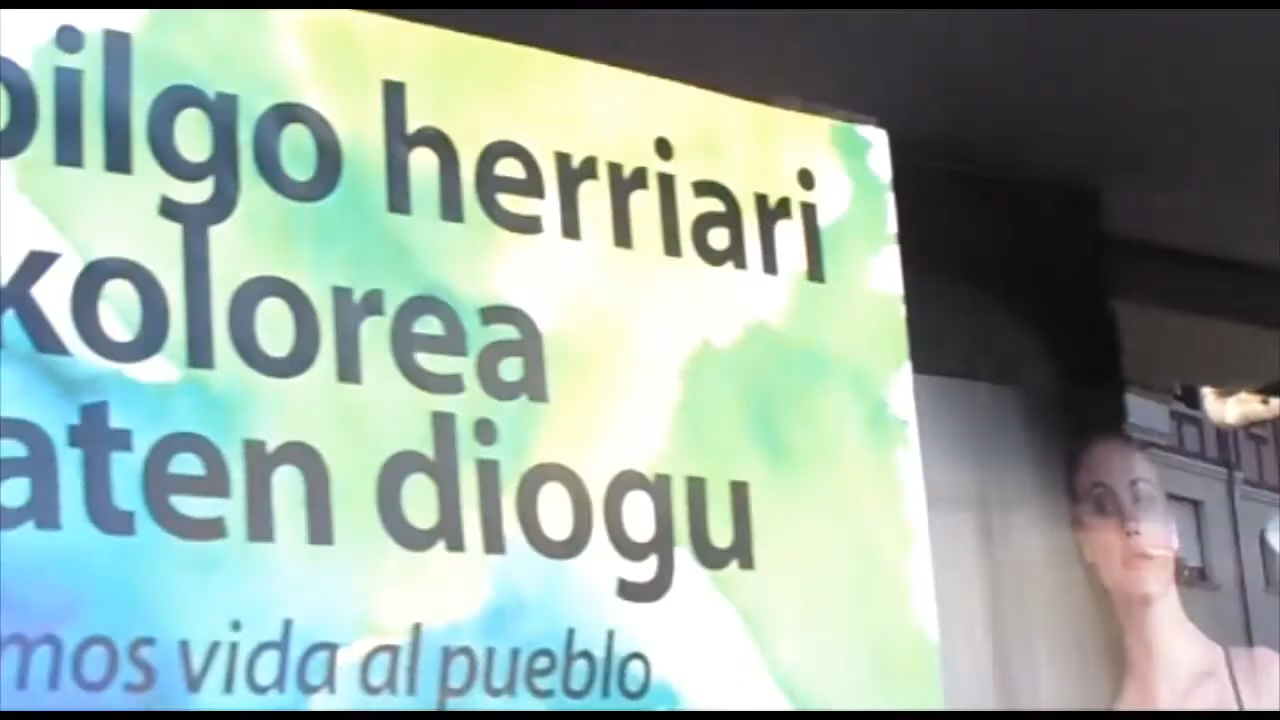 bilgo herriari
kolorea
aten diogu
mos vida al pueblo